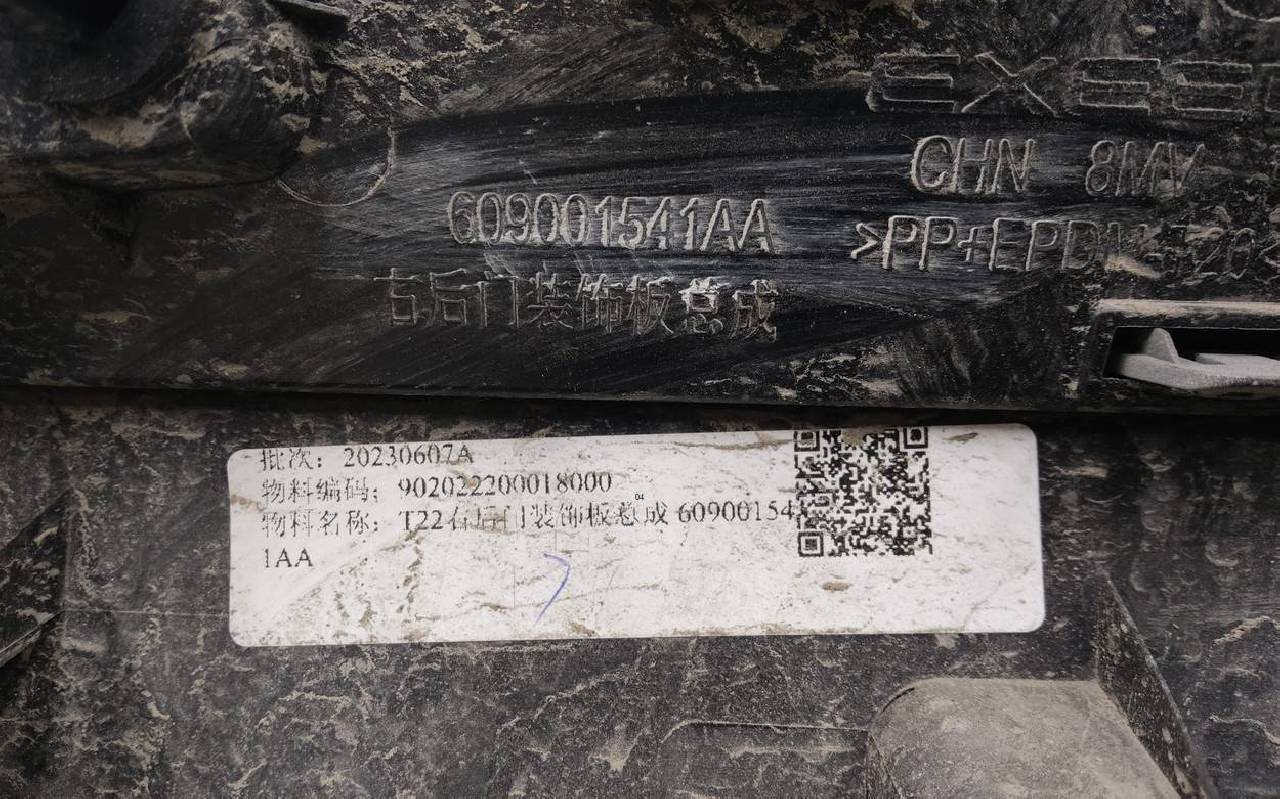 EXEED
CHN 8MV
609001541AA
>PP+EPDM-T20<
右后门装饰板总成
批次：20230607A
物料编码：902022200018000
物料名称：T22右后门装饰板总成 60900154
1AA